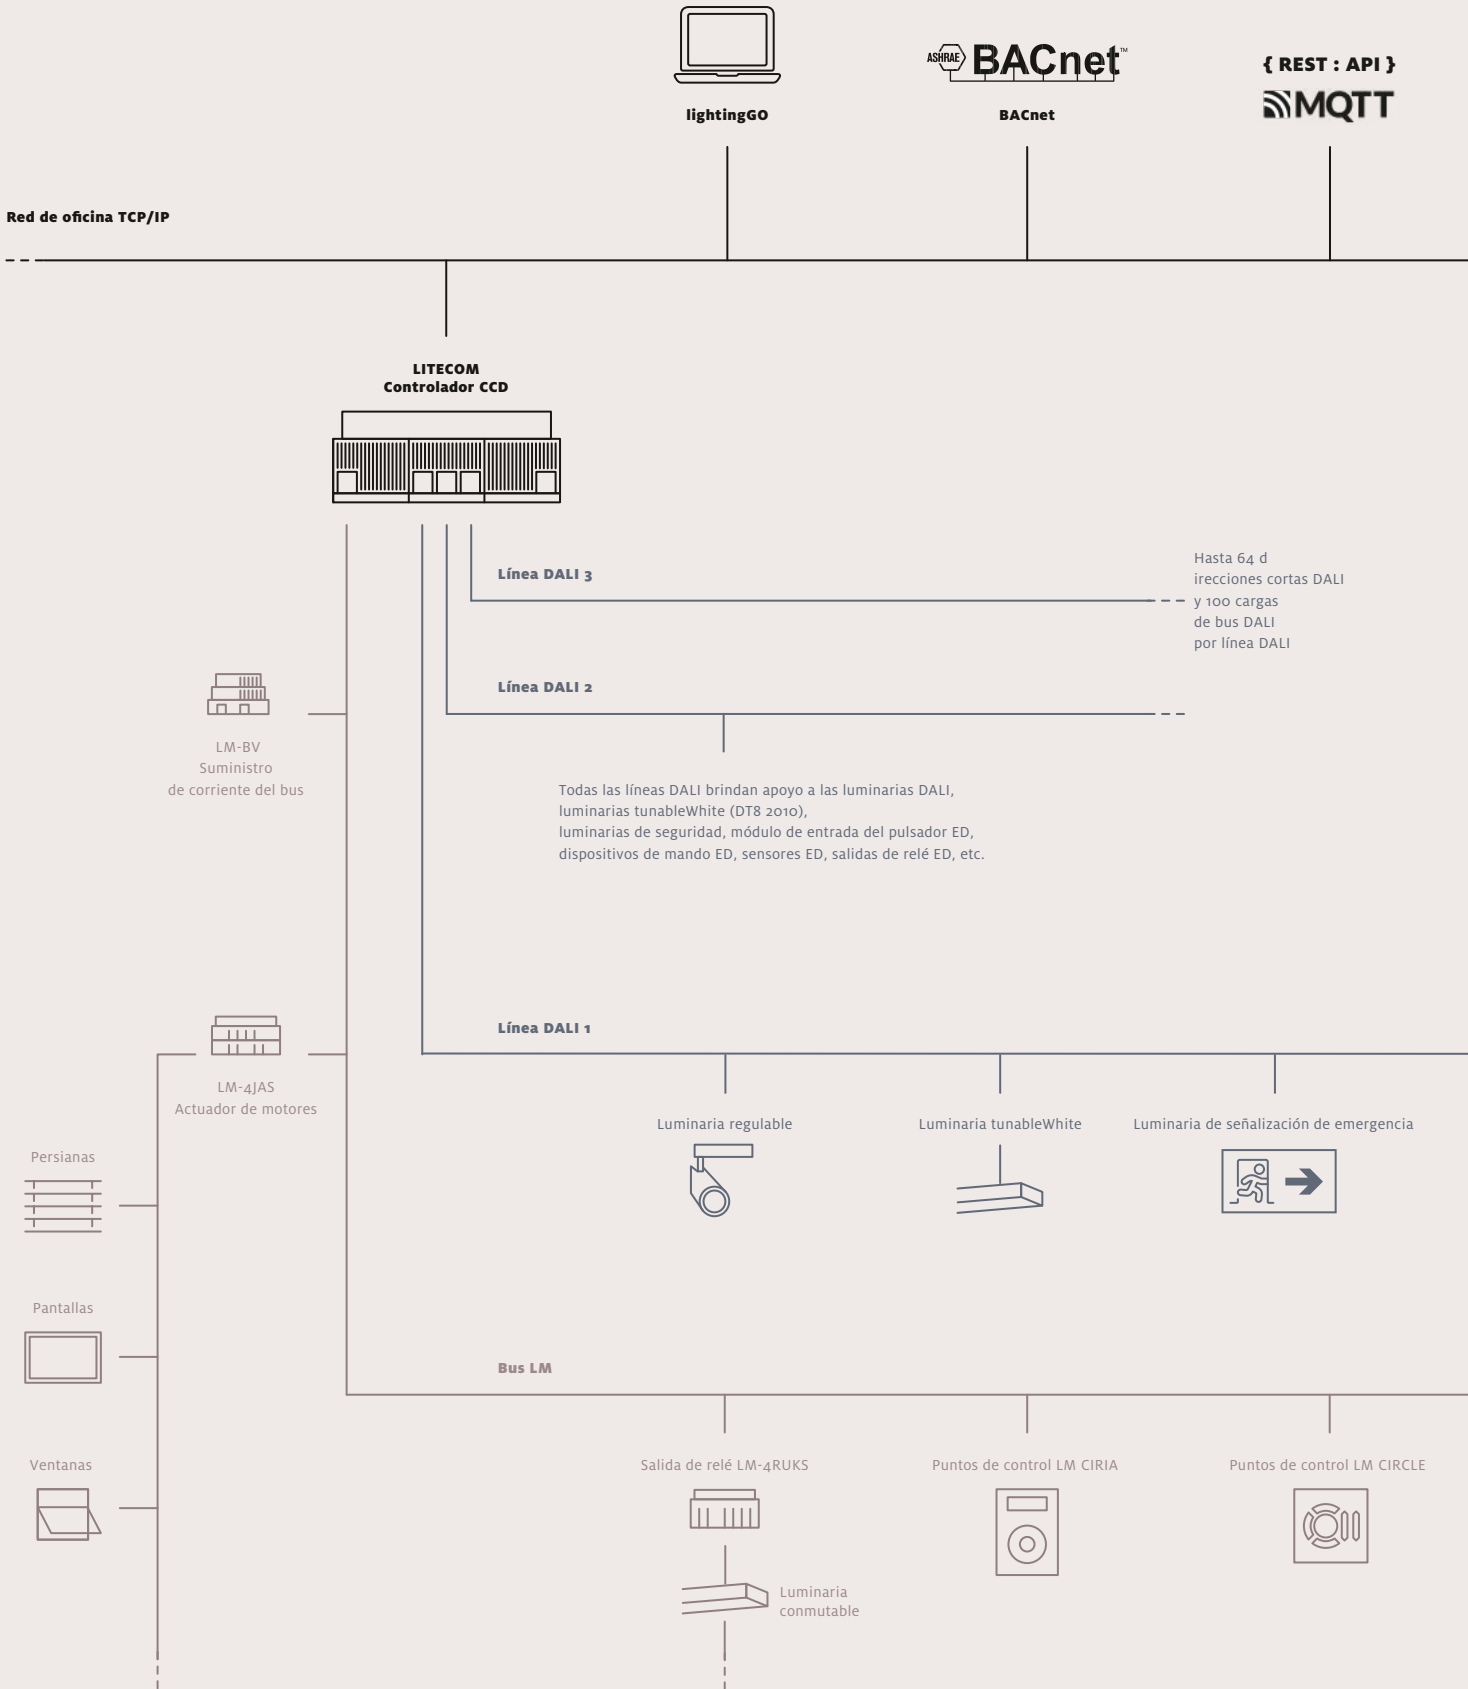 ASHRAE BACnet™
{ REST : API }
MQTT
lightingGO
BACnet
Red de oficina TCP/IP
LITECOM
Controlador CCD
Línea DALI 3
Hasta 64 d
irecciones cortas DALI
y 100 cargas
de bus DALI
por línea DALI
Línea DALI 2
LM-BV
Suministro
de corriente del bus
Todas las líneas DALI brindan apoyo a las luminarias DALI,
luminarias tunableWhite (DT8 2010),
luminarias de seguridad, módulo de entrada del pulsador ED,
dispositivos de mando ED, sensores ED, salidas de relé ED, etc.
Línea DALI 1
LM-4JAS
Actuador de motores
Luminaria regulable
Luminaria tunableWhite
Luminaria de señalización de emergencia
Persianas
Pantallas
Bus LM
Ventanas
Salida de relé LM-4RUKS
Puntos de control LM CIRIA
Puntos de control LM CIRCLE
Luminaria
conmutable